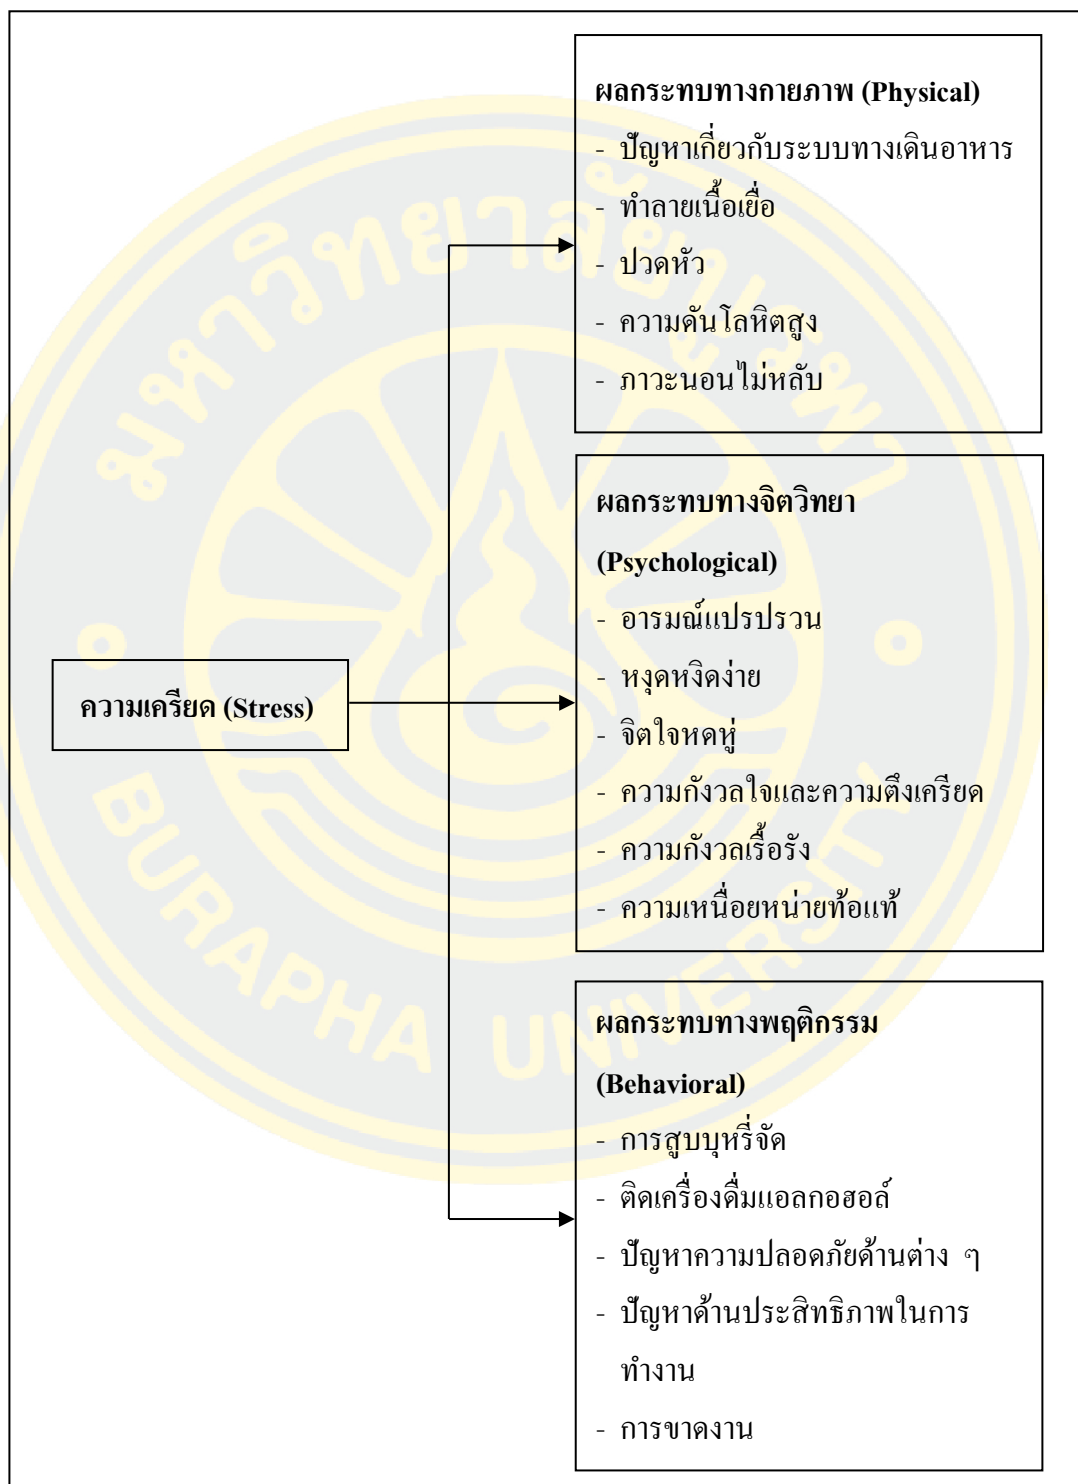 ผลกระทบทางกายภาพ (Physical)
- ปัญหาเกี่ยวกับระบบทางเดินอาหาร
- ทำลายเนื้อเยื่อ
- ปวดหัว
- ความดันโลหิตสูง
- ภาวะนอนไม่หลับ
ผลกระทบทางจิตวิทยา
(Psychological)
- อารมณ์แปรปรวน
- หงุดหงิดง่าย
- จิตใจหดหู่
- ความกังวลใจและความตึงเครียด
- ความกังวลเรื้อรัง
- ความเหนื่อยหน่ายท้อแท้
ความเครียด (Stress)
ผลกระทบทางพฤติกรรม
(Behavioral)
- การสูบบุหรี่จัด
- ติดเครื่องดื่มแอลกอฮอล์
- ปัญหาความปลอดภัยด้านต่าง ๆ
- ปัญหาด้านประสิทธิภาพในการ
ทำงาน
- การขาดงาน
มหาวิทยาลัยบูรพา
BURAPHA UNIVERSITY